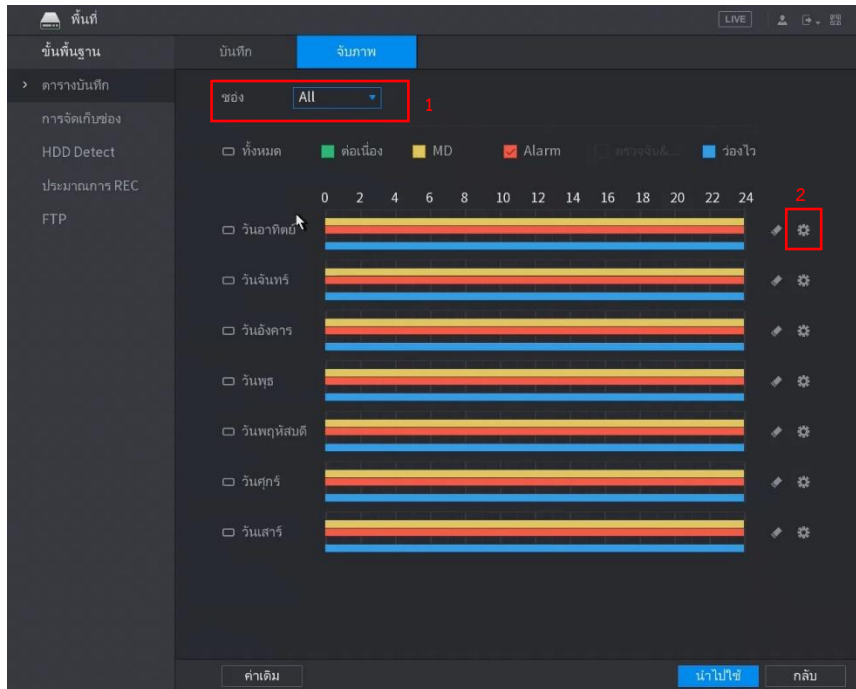 พื้นที่ LIVE
ขั้นพื้นฐาน บันทึก จับภาพ
> ตารางบันทึก
การจัดเก็บช่อง
HDD Detect
ประมาณการ REC
FTP
ช่อง All 1
ทั้งหมด ต่อเนื่อง MD Alarm ตรวจจับ&... ว่องไว
0 2 4 6 8 10 12 14 16 18 20 22 24 2
วันอาทิตย์
วันจันทร์
วันอังคาร
วันพุธ
วันพฤหัสบดี
วันศุกร์
วันเสาร์
ค่าเดิม นำไปใช้ กลับ